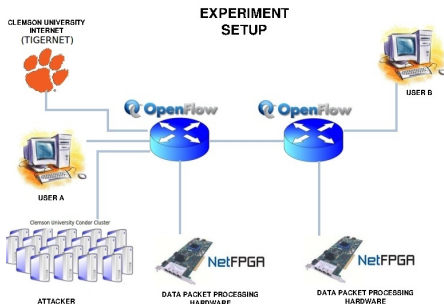 EXPERIMENT
SETUP
CLEMSON UNIVERSITY
INTERNET
(TIGERNET)
OpenFlow
OpenFlow
USER B
USER A
Clemson University Condor Cluster
ATTACKER
NetFPGA
DATA PACKET PROCESSING
HARDWARE
NetFPGA
DATA PACKET PROCESSING
HARDWARE